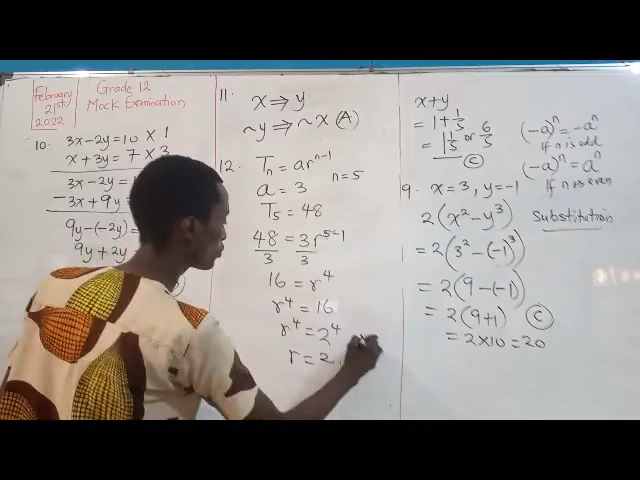 February
21st
2022
Grade 12
Mock Examination
10. 3x-2y=10 × 1
x+3y=7 × 3
3x-2y=1
-3x+9y
9y-(-2y)=
9y+2y
11.
x⇒y
~y⇒~x (A)
12. Tn=ar^(n-1)
a=3 n=5
T5=48
48/3=3r^(5-1)/3
16=r^4
r^4=16
r^4=2^4
r=2
x+y
=1+1/5
=1 1/5 or 6/5
(C)
(-a)^n=-a^n
If n is odd
(-a)^n=a^n
If n is even
9. x=3, y=-1
2(x²-y³) Substitution
=2(3²-(-1)³)
=2(9-(-1))
=2(9+1) (C)
=2×10=20